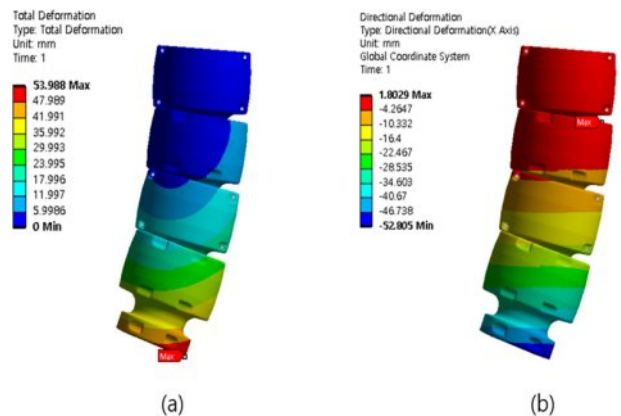 Total Deformation
Type: Total Deformation
Unit: mm
Time: 1
53.988 Max
47.989
41.991
35.992
29.993
23.995
17.996
11.997
5.9986
0 Min
Max
(a)
Directional Deformation
Type: Directional Deformation(X Axis)
Unit: mm
Global Coordinate System
Time: 1
1.8029 Max
-4.2647
-10.332
-16.4
-22.467
-28.535
-34.603
-40.67
-46.738
-52.805 Min
Max
(b)